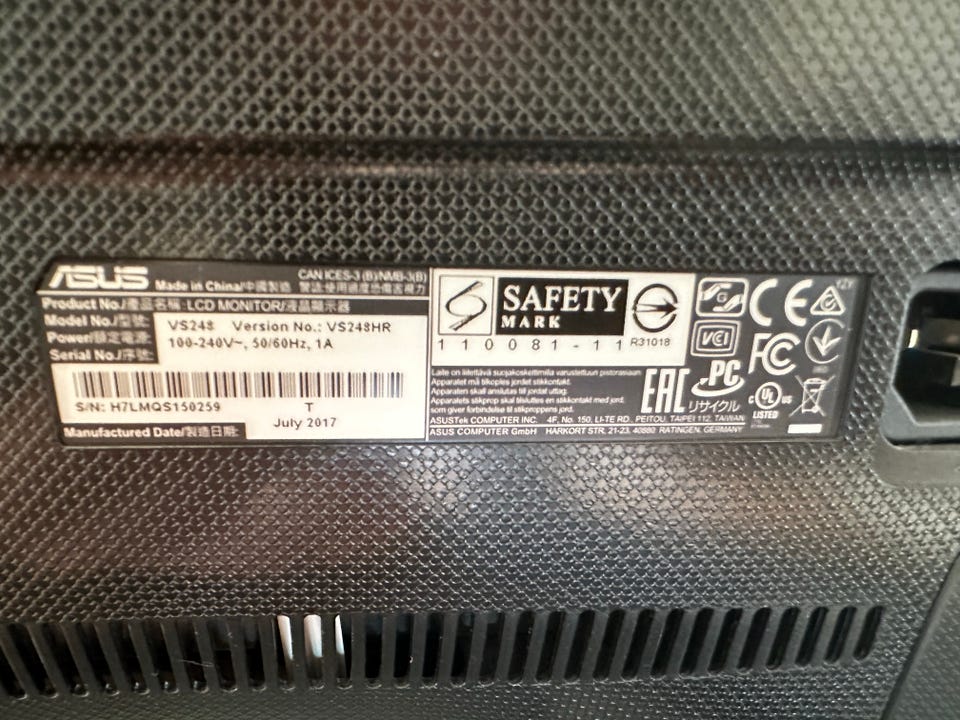 ASUS
CAN ICES-3 (B)/NMB-3(B)
Made in China/中國製造 警語:使用過度恐傷害視力
Product No./產品名稱: LCD MONITOR/液晶顯示器
Model No./型號: VS248 Version No.: VS248HR
Power/額定電源: 100-240V~, 50/60Hz, 1A
Serial No./序號:
S/N: H7LMQS150259 T
Manufactured Date/製造日期: July 2017
SAFETY
MARK
110081-11
R31018
VCCI
CE
FC
EAC
PC
リサイクル
C UL US
LISTED
Laite on liitettävä suojakoskettimilla varustettuun pistorasiaan
Apparatet må tilkoples jordet stikkontakt.
Apparaten skall anslutas till jordat uttag.
Apparatets stikprop skal tilsluttes en stikkontakt med jord,
som giver forbindelse til stikproppens jord.
ASUSTek COMPUTER INC. 4F, No. 150, LI-TE RD., PEITOU, TAIPEI 112, TAIWAN
ASUS COMPUTER GmbH HARKORT STR. 21-23, 40880 RATINGEN, GERMANY